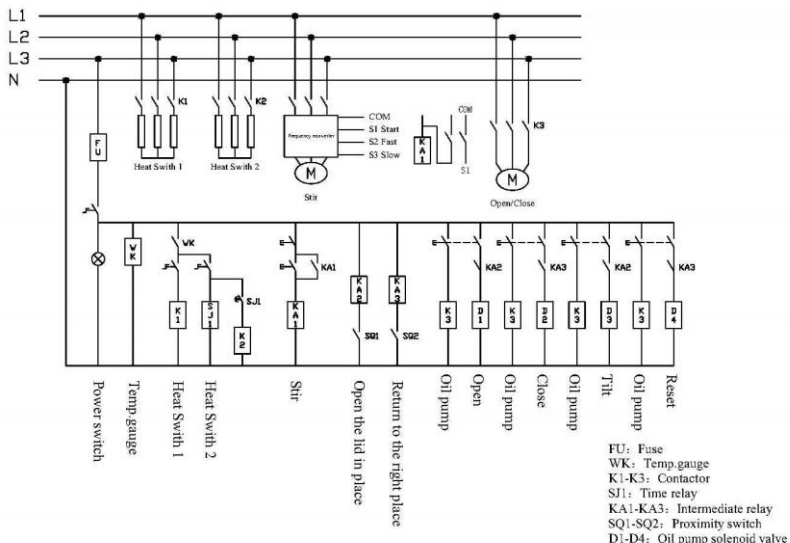 L1
L2
L3
N
K1
K2
K3
FU
Heat Swith 1
Heat Swith 2
Frequency converter
COM
S1 Start
S2 Fast
S3 Slow
M
Stir
KA1
COM
S1
M
Open/Close
WK
WK
K1
SJ1
SJ1
K2
KA1
KA1
KA2
SQ1
KA3
SQ2
K3
KA2
D1
K3
KA3
D2
K3
KA2
D3
K3
KA3
D4
Power switch
Temp.gauge
Heat Swith 1
Heat Swith 2
Stir
Open the lid in place
Return to the right place
Oil pump
Open
Oil pump
Close
Oil pump
Tilt
Oil pump
Reset
FU: Fuse
WK: Temp.gauge
K1-K3: Contactor
SJ1: Time relay
KA1-KA3: Intermediate relay
SQ1-SQ2: Proximity switch
D1-D4: Oil pump solenoid valve